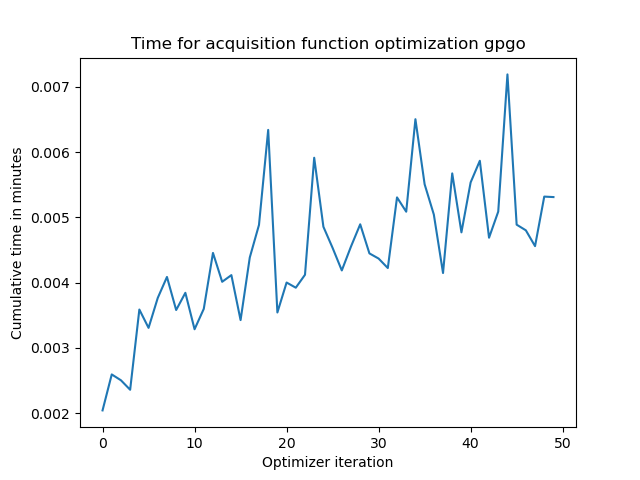 Time for acquisition function optimization gpgo
0.007
0.006
0.005
0.004
0.003
0.002
Cumulative time in minutes
0 10 20 30 40 50
Optimizer iteration